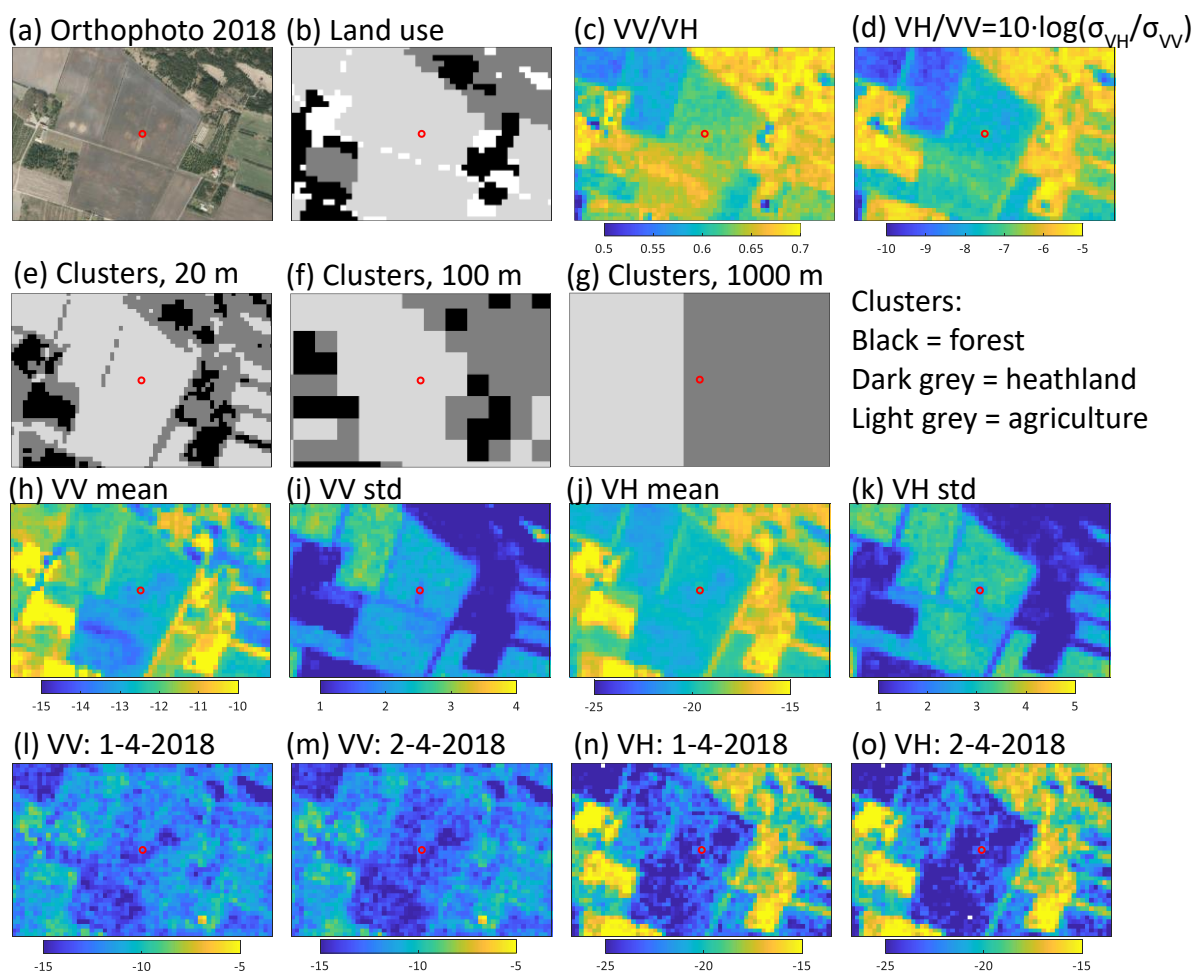 (a) Orthophoto 2018
(b) Land use
(c) VV/VH
(d) VH/VV=10·log(σVH/σVV)
0.5 0.55 0.6 0.65 0.7
-10 -9 -8 -7 -6 -5
(e) Clusters, 20 m
(f) Clusters, 100 m
(g) Clusters, 1000 m
Clusters:
Black = forest
Dark grey = heathland
Light grey = agriculture
(h) VV mean
(i) VV std
(j) VH mean
(k) VH std
-15 -14 -13 -12 -11 -10
1 2 3 4
-25 -20 -15
1 2 3 4 5
(l) VV: 1-4-2018
(m) VV: 2-4-2018
(n) VH: 1-4-2018
(o) VH: 2-4-2018
-15 -10 -5
-15 -10 -5
-25 -20 -15
-25 -20 -15